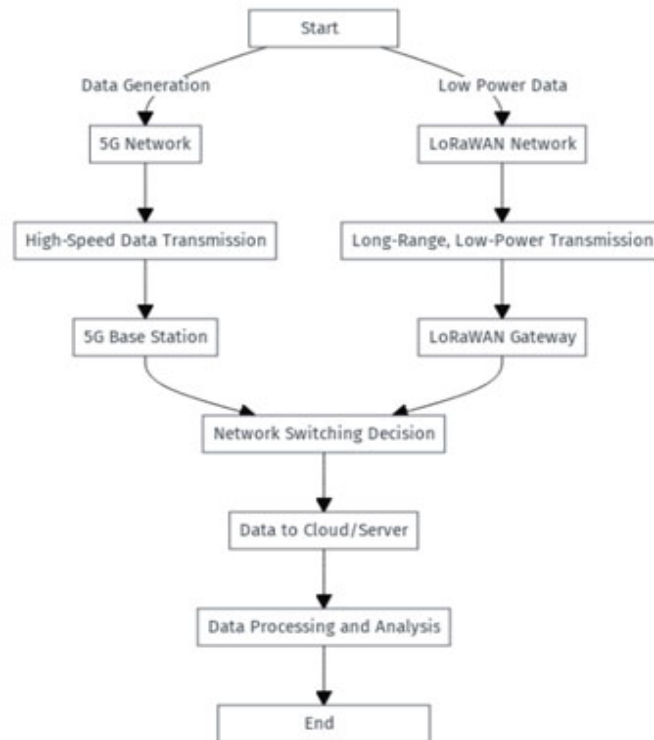 Start
Data Generation
Low Power Data
5G Network
LoRaWAN Network
High-Speed Data Transmission
Long-Range, Low-Power Transmission
5G Base Station
LoRaWAN Gateway
Network Switching Decision
Data to Cloud/Server
Data Processing and Analysis
End